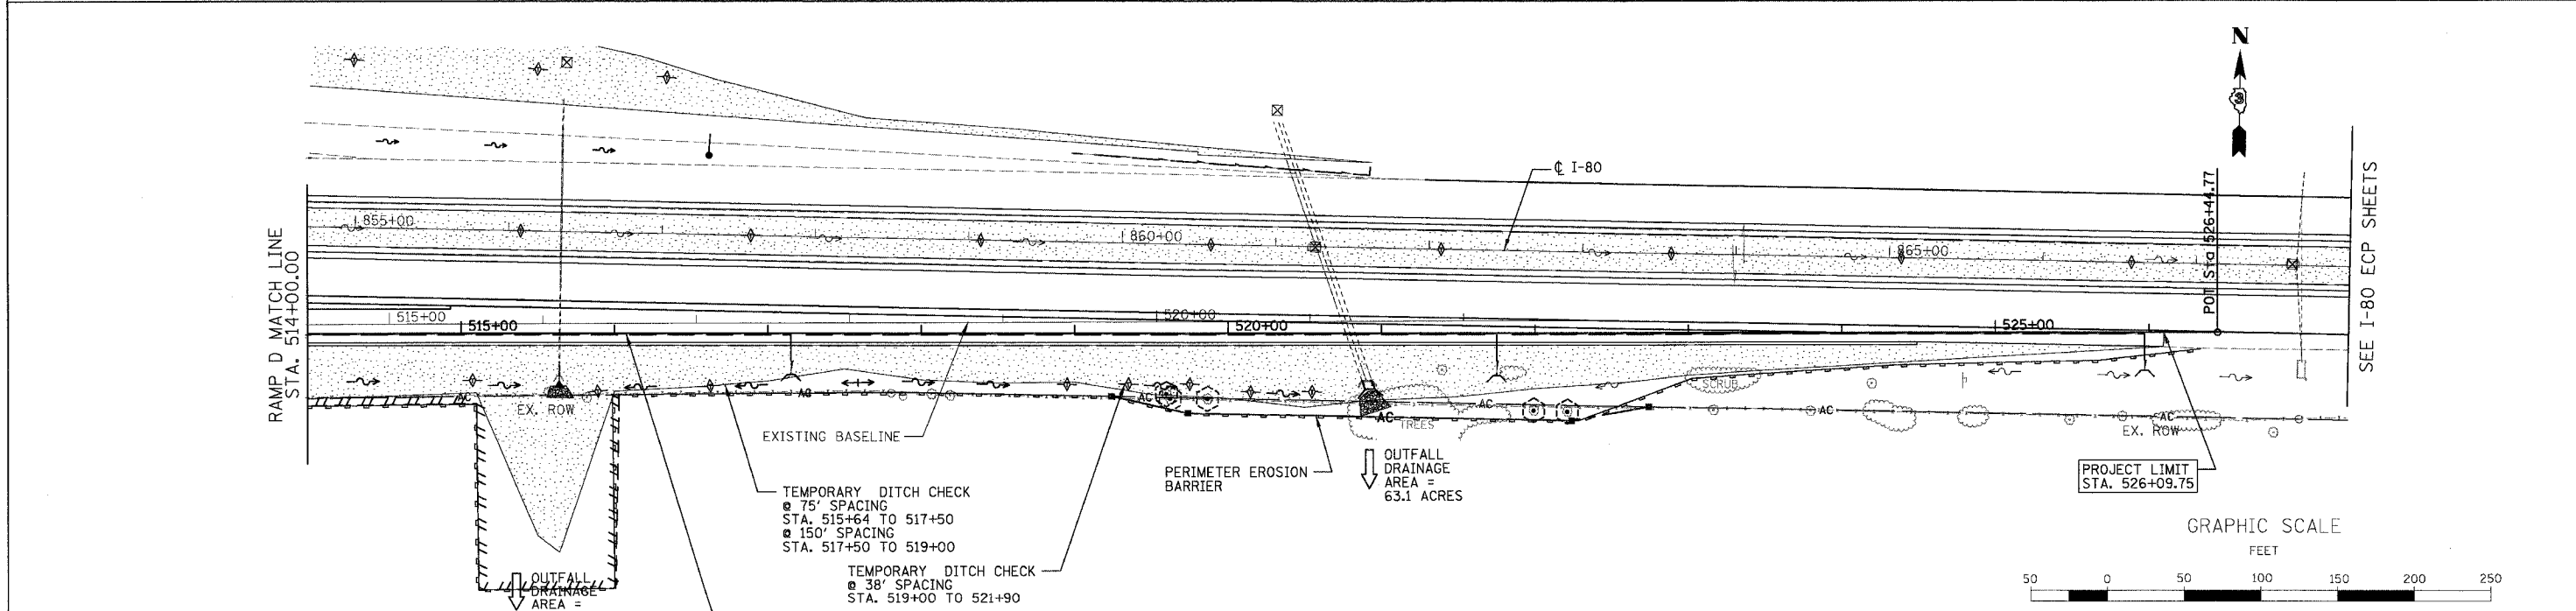 N
℄ I-80
RAMP D MATCH LINE
STA. 514+00.00
855+00
860+00
865+00
POT Sta 526+44.77
SEE I-80 ECP SHEETS
515+00
515+00
520+00
520+00
525+00
AC
EX. ROW
AC
AC
AC
AC
TREES
SCRUB
AC
AC
EX. ROW
EXISTING BASELINE
PERIMETER EROSION
BARRIER
OUTFALL
DRAINAGE
AREA =
63.1 ACRES
PROJECT LIMIT
STA. 526+09.75
TEMPORARY DITCH CHECK
@ 75' SPACING
STA. 515+64 TO 517+50
@ 150' SPACING
STA. 517+50 TO 519+00
TEMPORARY DITCH CHECK
@ 38' SPACING
STA. 519+00 TO 521+90
OUTFALL
DRAINAGE
AREA =
GRAPHIC SCALE
FEET
50 0 50 100 150 200 250